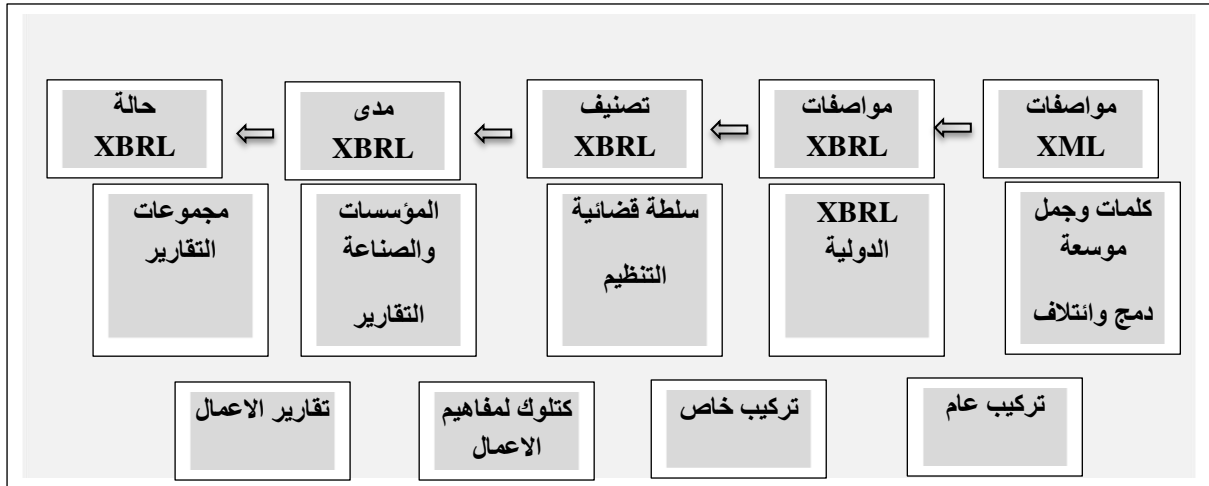 مواصفات
XML
مواصفات
XBRL
تصنيف
XBRL
مدى
XBRL
حالة
XBRL
كلمات وجمل
موسعة
دمج وائتلاف
XBRL
الدولية
سلطة قضائية
التنظيم
المؤسسات
والصناعة
التقارير
مجموعات
التقارير
تركيب عام
تركيب خاص
كتلوك لمفاهيم
الاعمال
تقارير الاعمال